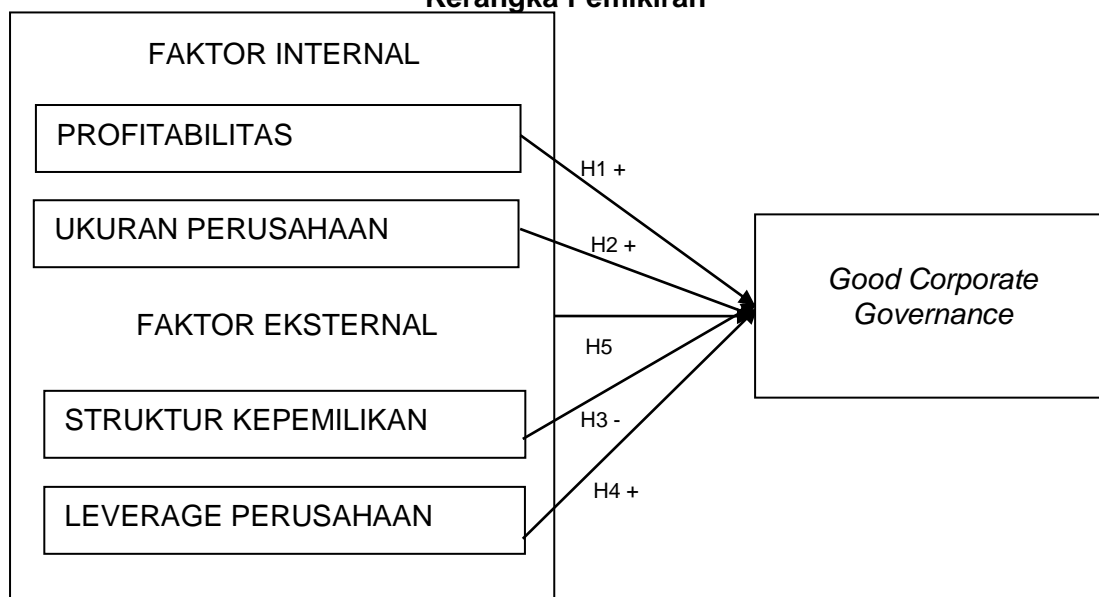 Kerangka Pemikiran
FAKTOR INTERNAL
PROFITABILITAS
UKURAN PERUSAHAAN
FAKTOR EKSTERNAL
STRUKTUR KEPEMILIKAN
LEVERAGE PERUSAHAAN
H1 +
H2 +
H5
H3 -
H4 +
Good Corporate
Governance